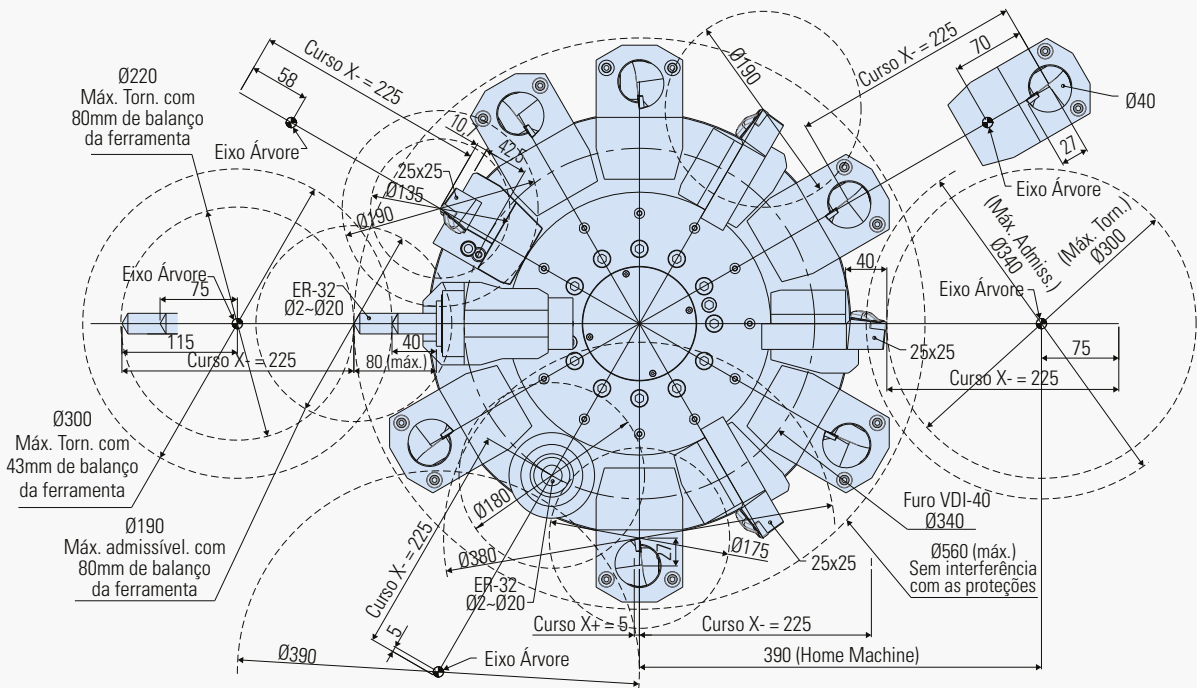 Curso X- = 225
58
Ø220
Máx. Torn. com
80mm de balanço
da ferramenta
Eixo Árvore
10,7
42,5
25x25
Ø135
Ø190
Ø190
Curso X- = 225
70
Ø40
27
Eixo Árvore
(Máx. Admiss.)
Ø340
(Máx. Torn.)
Ø300
Eixo Árvore
75
115
Curso X- = 225
ER-32
Ø2~Ø20
40
80 (máx.)
40
25x25
Eixo Árvore
75
Curso X- = 225
Ø300
Máx. Torn. com
43mm de balanço
da ferramenta
Ø190
Máx. admissível. com
80mm de balanço
da ferramenta
Ø180
Curso X- = 225
Ø380
ER-32
Ø2~Ø20
5
Eixo Árvore
Ø390
27
Ø175
25x25
Furo VDI-40
Ø340
Ø560 (máx.)
Sem interferência
com as proteções
Curso X+ = 5
Curso X- = 225
390 (Home Machine)